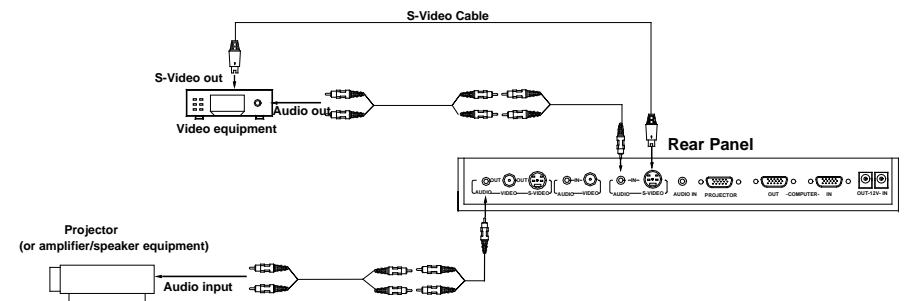 S-Video Cable
S-Video out
Audio out
Video equipment
Rear Panel
OUT OUT -IN- -IN-
AUDIO VIDEO S-VIDEO AUDIO VIDEO AUDIO S-VIDEO AUDIO IN PROJECTOR OUT -COMPUTER- IN OUT-12V- IN
Projector
(or amplifier/speaker equipment)
Audio input